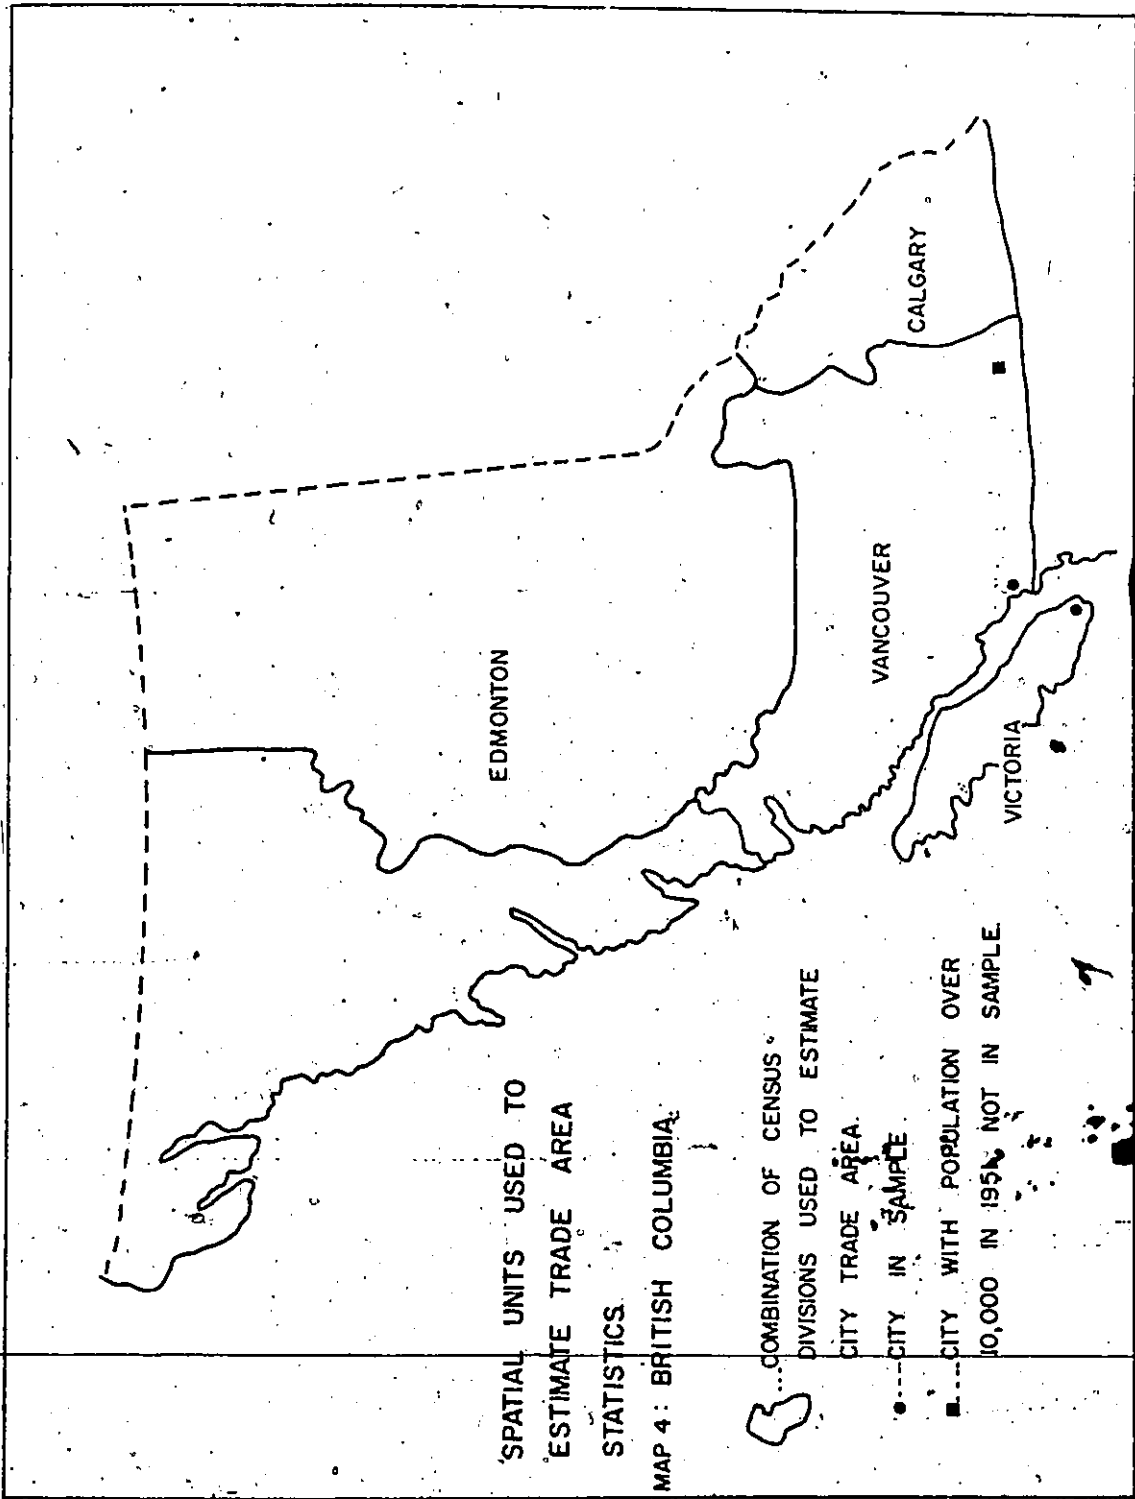 EDMONTON
CALGARY
VANCOUVER
VICTORIA
SPATIAL UNITS USED TO
ESTIMATE TRADE AREA
STATISTICS.
MAP 4 : BRITISH COLUMBIA.
...COMBINATION OF CENSUS
DIVISIONS USED TO ESTIMATE
CITY TRADE AREA.
---CITY IN SAMPLE
....CITY WITH POPULATION OVER
10,000 IN 1951, NOT IN SAMPLE.